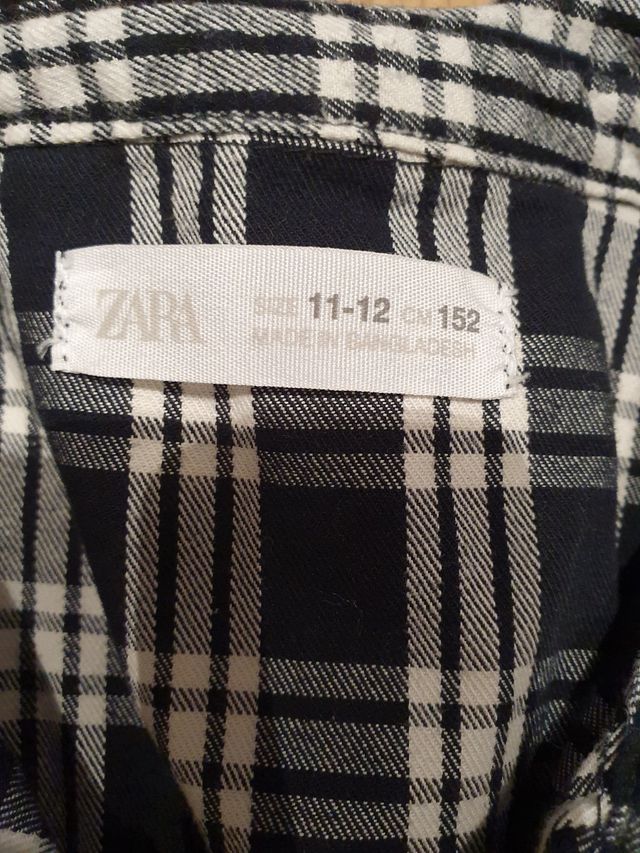 ZARA
SIZE 11-12 CM 152
MADE IN BANGLADESH